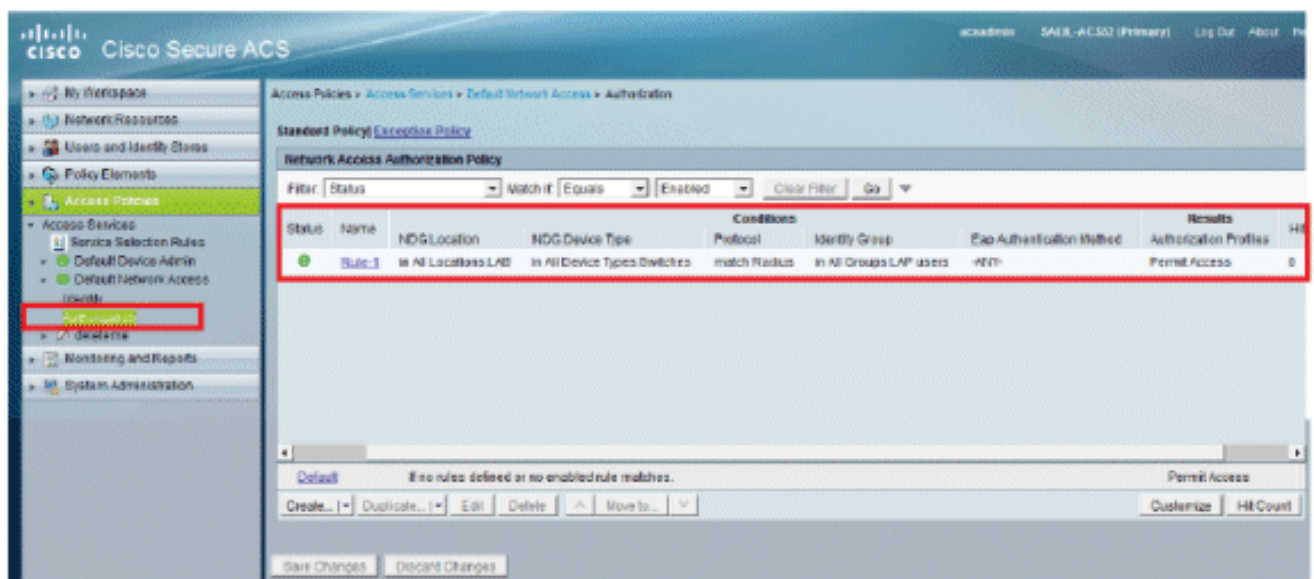 CISCO Cisco Secure ACS
acsadmin (Primary) Log Out About
My Workspace
Network Resources
Users and Identity Stores
Policy Elements
Access Policies
Access Services
Service Selection Rules
Default Device Admin
Default Network Access
Identity
Authorization
Monitoring and Reports
System Administration
Access Policies > Access Services > Default Network Access > Authorization
Standard Policy| Exception Policy
Network Access Authorization Policy
Filter: Status Match if: Equals Enabled Clear Filter Go
Conditions Results
Status Name NDG:Location NDG:Device Type Protocol Identity Group Eap Authentication Method Authorization Profiles
Rule-1 in All Locations:LAB in All Device Types:Switches match Radius in All Groups:LAP users -ANY- Permit Access 0
Default If no rules defined or no enabled rule matches. Permit Access
Create... Duplicate... Edit Delete Move to... Customize Hit Count
Save Changes Discard Changes